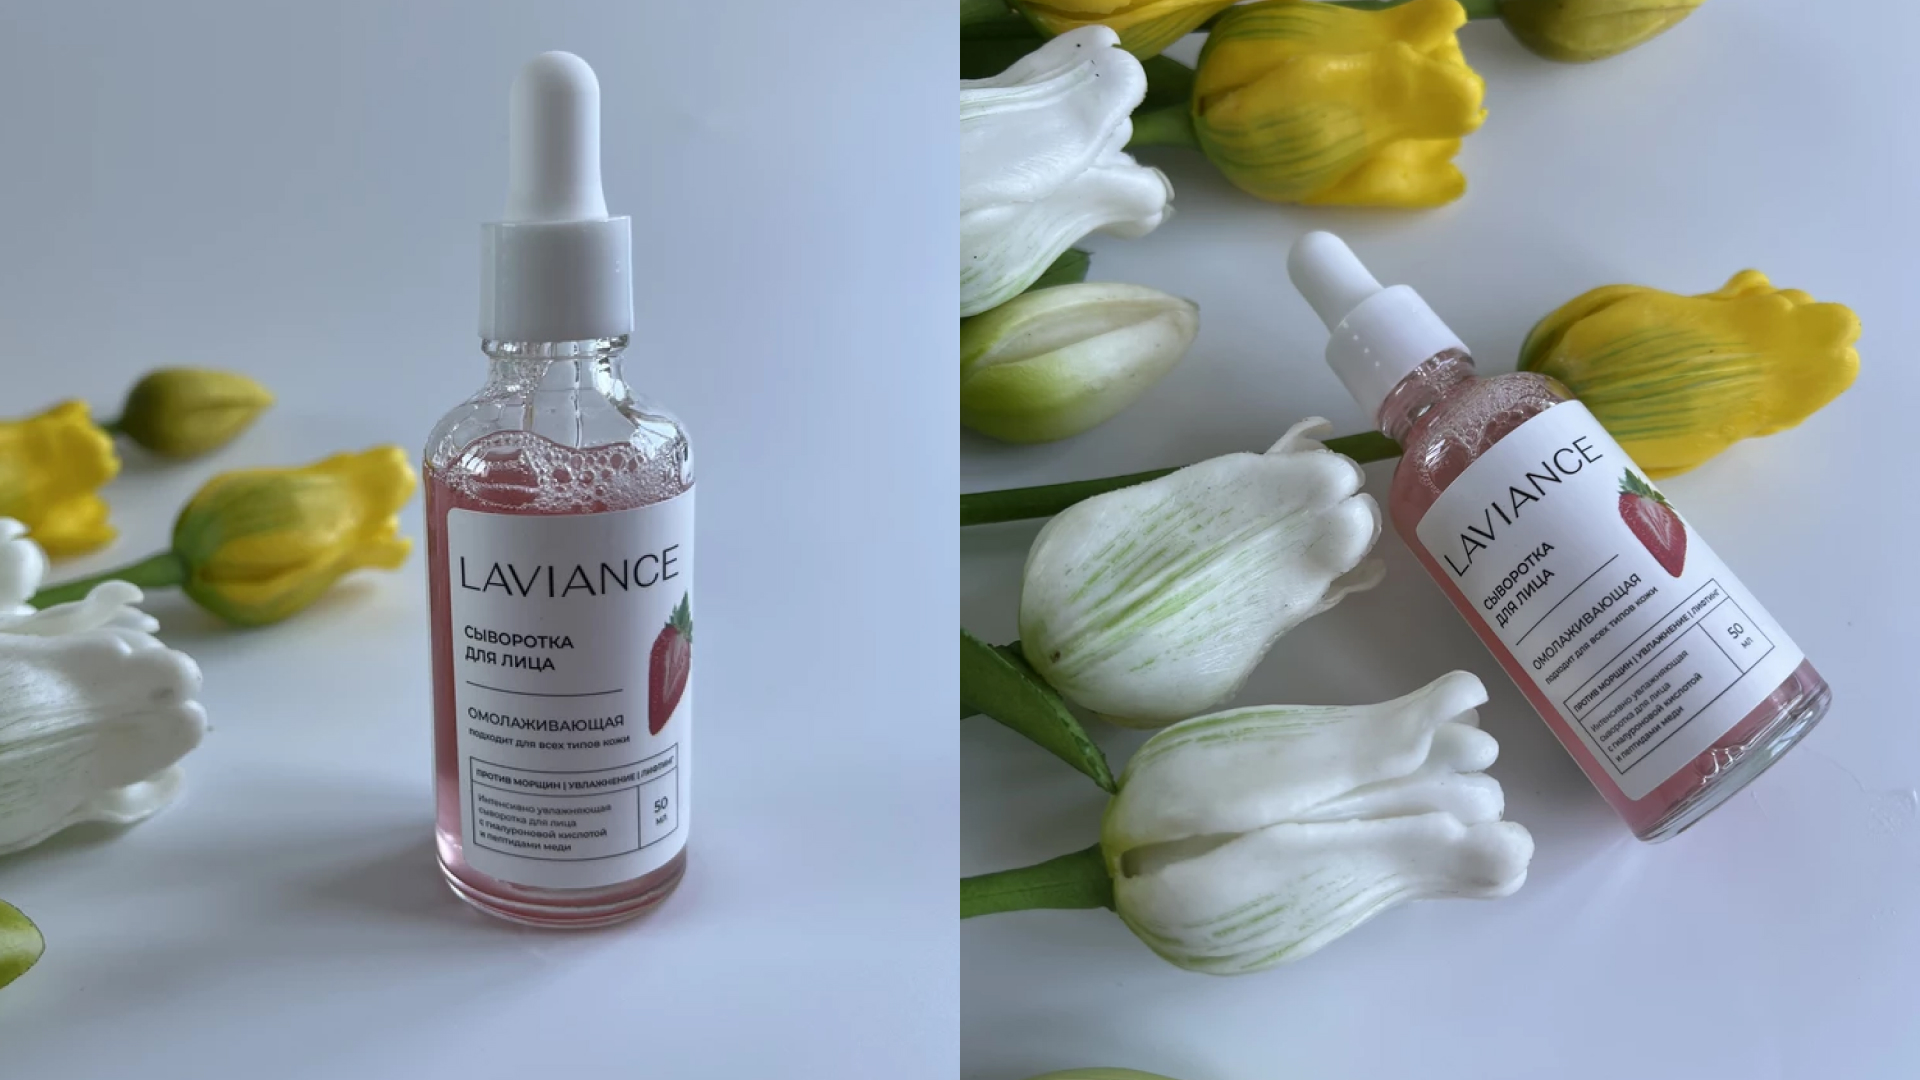 LAVIANCE
СЫВОРОТКА
ДЛЯ ЛИЦА
ОМОЛАЖИВАЮЩАЯ
подходит для всех типов кожи
ПРОТИВ МОРЩИН | УВЛАЖНЕНИЕ | ЛИФТИНГ
Интенсивно увлажняющая
сыворотка для лица
с гиалуроновой кислотой
и пептидами меди
50
МЛ
LAVIANCE
СЫВОРОТКА
ДЛЯ ЛИЦА
ОМОЛАЖИВАЮЩАЯ
подходит для всех типов кожи
ПРОТИВ МОРЩИН | УВЛАЖНЕНИЕ | ЛИФТИНГ
Интенсивно увлажняющая
сыворотка для лица
с гиалуроновой кислотой
и пептидами меди
50
МЛ